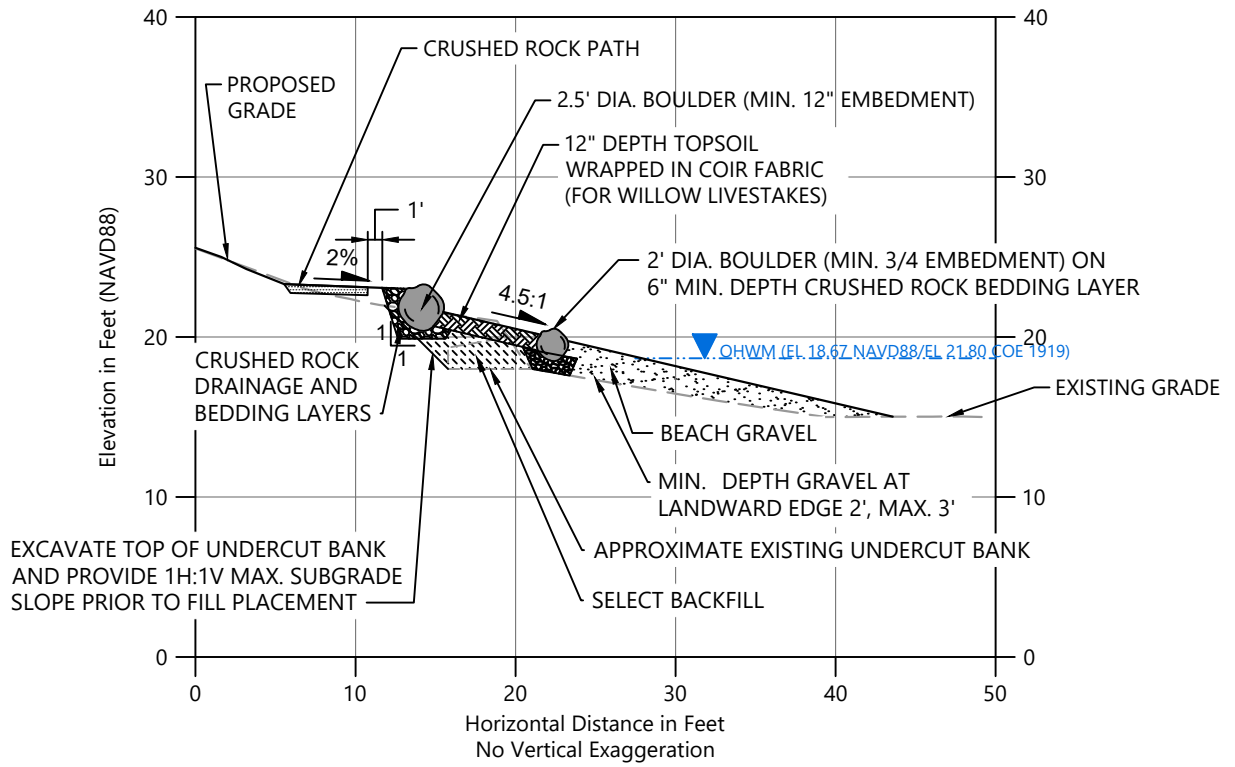 40
40
CRUSHED ROCK PATH
PROPOSED
GRADE
2.5' DIA. BOULDER (MIN. 12" EMBEDMENT)
12" DEPTH TOPSOIL
WRAPPED IN COIR FABRIC
(FOR WILLOW LIVESTAKES)
30
30
1'
2%
2' DIA. BOULDER (MIN. 3/4 EMBEDMENT) ON
6" MIN. DEPTH CRUSHED ROCK BEDDING LAYER
4.5:1
Elevation in Feet (NAVD88)
20
20
1
1
OHWM (EL 18.67 NAVD88/EL 21.80 COE 1919)
CRUSHED ROCK
DRAINAGE AND
BEDDING LAYERS
EXISTING GRADE
BEACH GRAVEL
MIN. DEPTH GRAVEL AT
LANDWARD EDGE 2', MAX. 3'
10
10
EXCAVATE TOP OF UNDERCUT BANK
AND PROVIDE 1H:1V MAX. SUBGRADE
SLOPE PRIOR TO FILL PLACEMENT
APPROXIMATE EXISTING UNDERCUT BANK
SELECT BACKFILL
0
0
0 10 20 30 40 50
Horizontal Distance in Feet
No Vertical Exaggeration